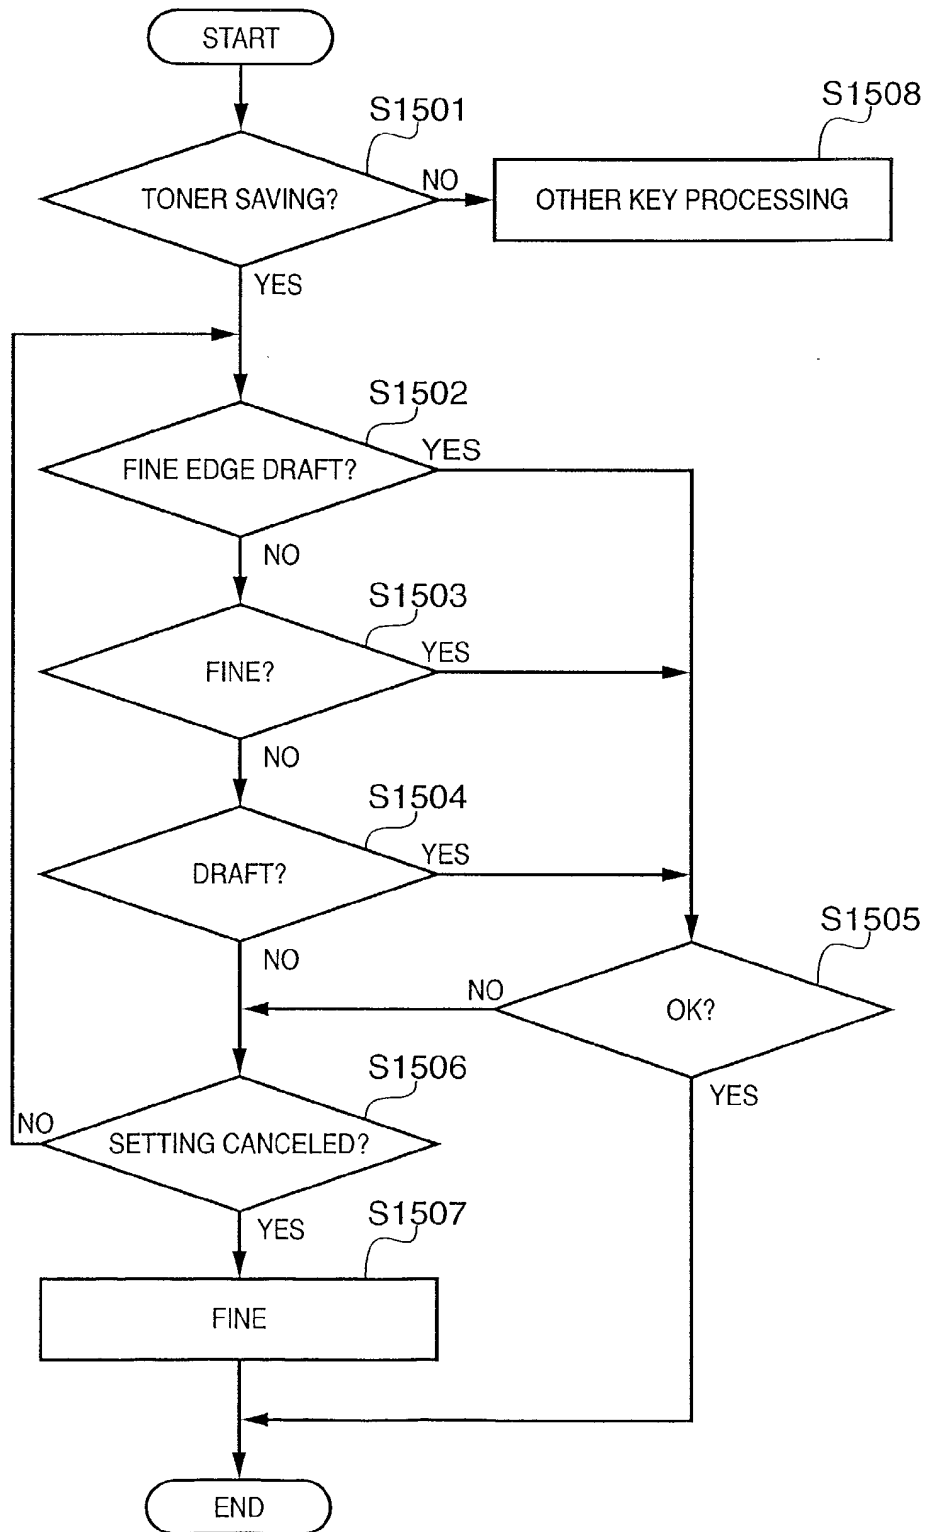 START
S1501
S1508
TONER SAVING?
NO
OTHER KEY PROCESSING
YES
S1502
FINE EDGE DRAFT?
YES
NO
S1503
FINE?
YES
NO
S1504
DRAFT?
YES
NO
S1505
OK?
NO
YES
S1506
SETTING CANCELED?
NO
YES
S1507
FINE
END